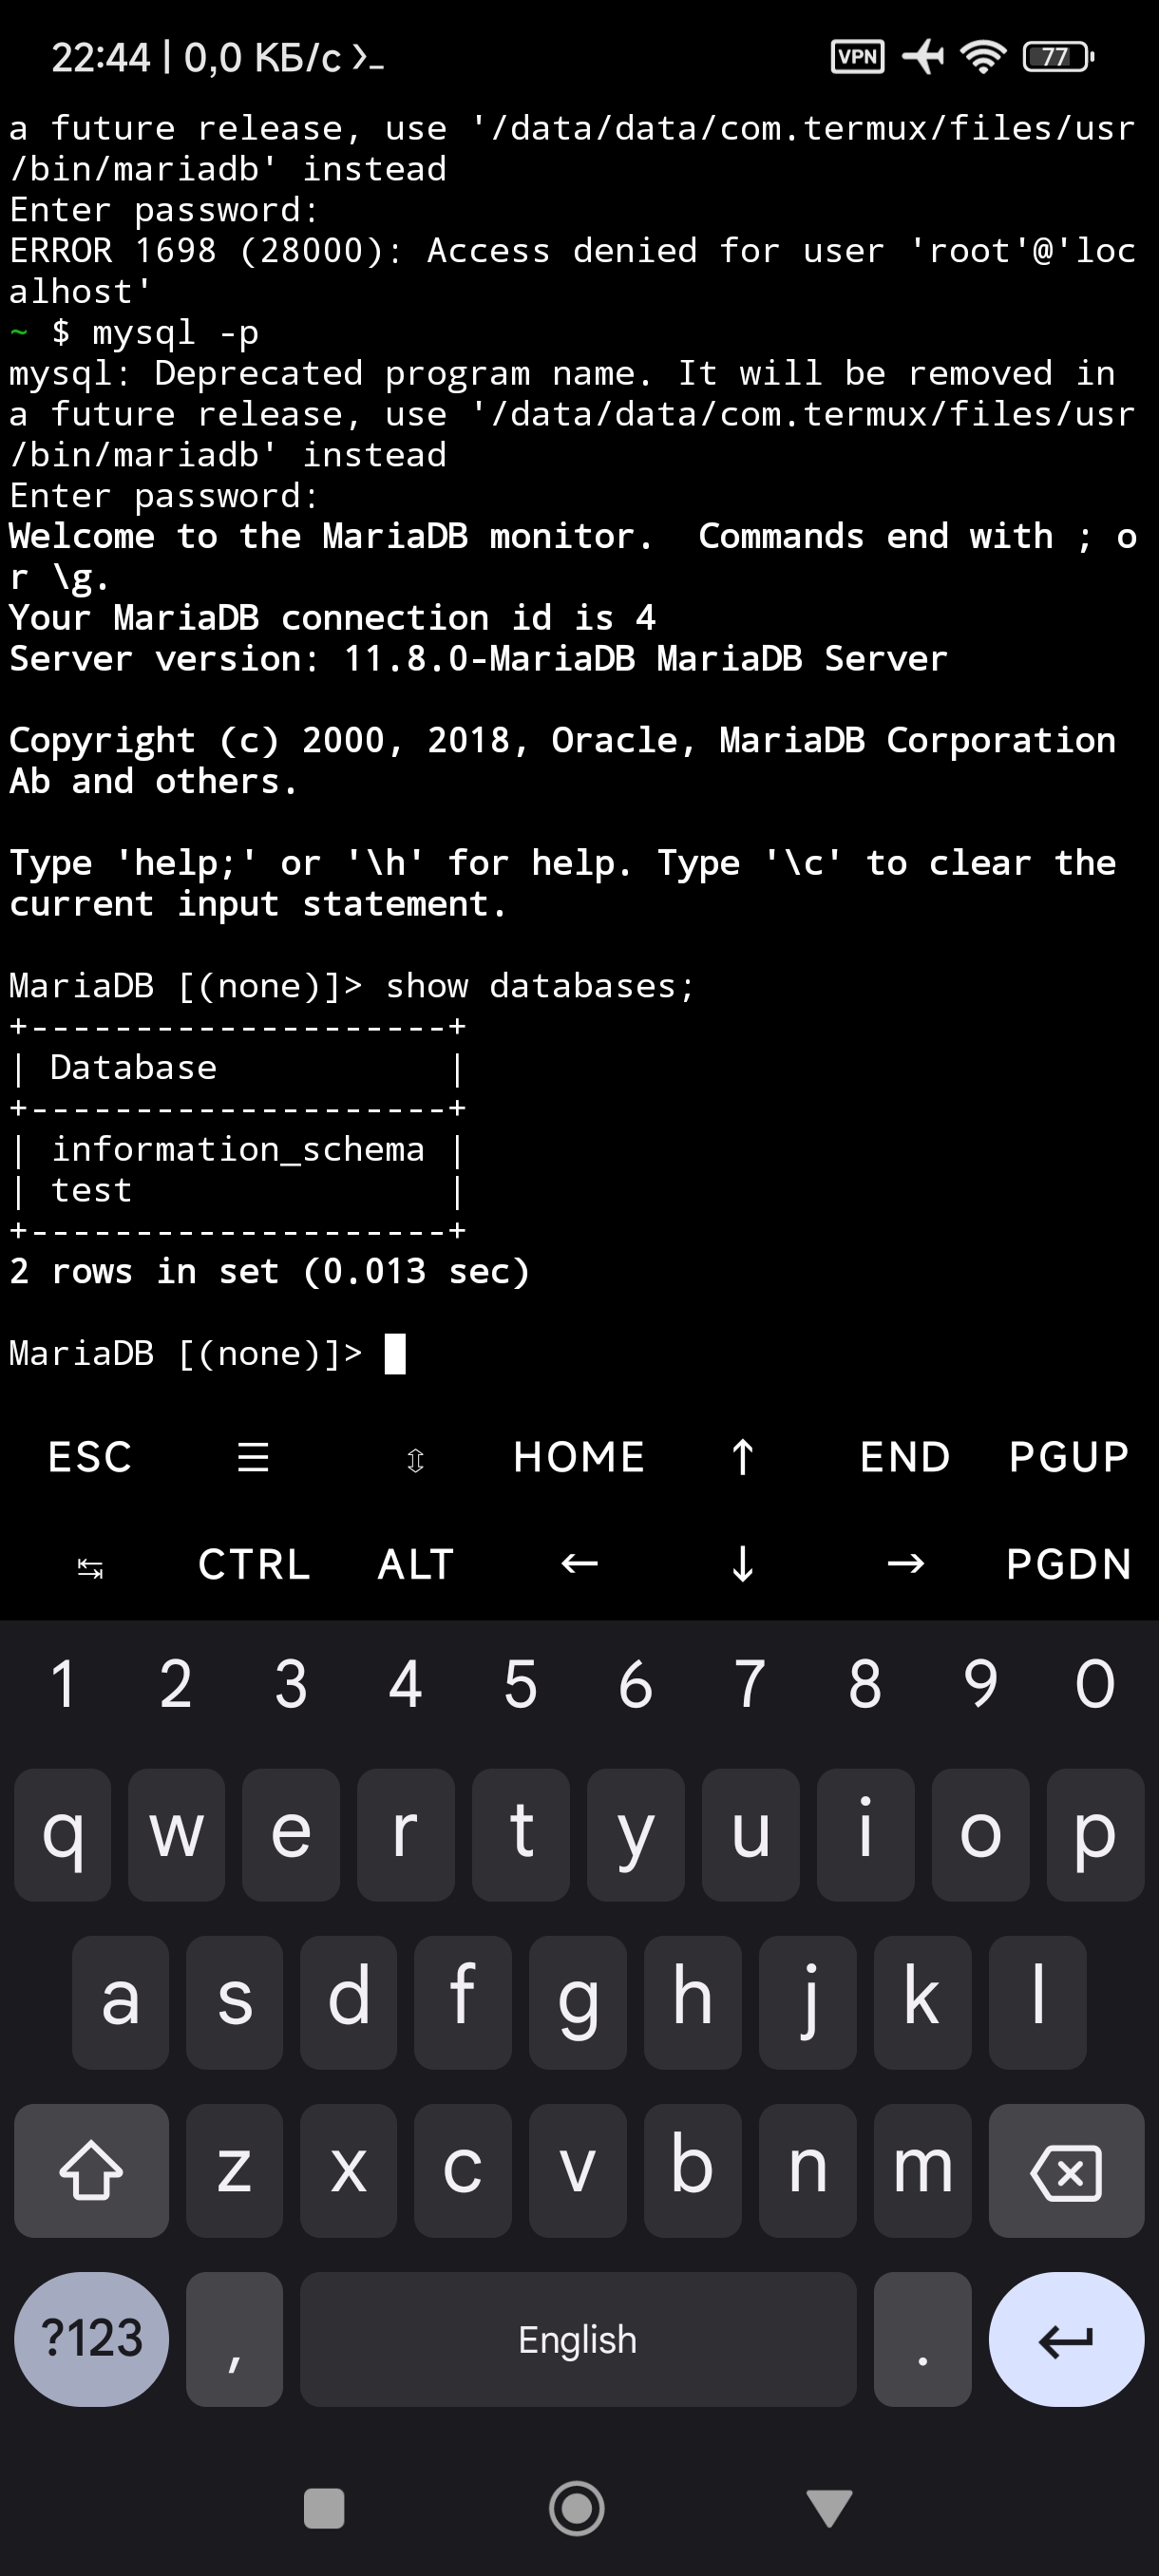 22:44 | 0,0 КБ/с >_ VPN 77
a future release, use '/data/data/com.termux/files/usr
/bin/mariadb' instead
Enter password:
ERROR 1698 (28000): Access denied for user 'root'@'loc
alhost'
~ $ mysql -p
mysql: Deprecated program name. It will be removed in
a future release, use '/data/data/com.termux/files/usr
/bin/mariadb' instead
Enter password:
Welcome to the MariaDB monitor.  Commands end with ; o
r \g.
Your MariaDB connection id is 4
Server version: 11.8.0-MariaDB MariaDB Server
Copyright (c) 2000, 2018, Oracle, MariaDB Corporation
Ab and others.
Type 'help;' or '\h' for help. Type '\c' to clear the
current input statement.
MariaDB [(none)]> show databases;
+--------------------+
| Database           |
+--------------------+
| information_schema |
| test               |
+--------------------+
2 rows in set (0.013 sec)
MariaDB [(none)]>
ESC ☰ ⇳ HOME ↑ END PGUP
↹ CTRL ALT ← ↓ → PGDN
1 2 3 4 5 6 7 8 9 0
q w e r t y u i o p
a s d f g h j k l
z x c v b n m
?123 , English .